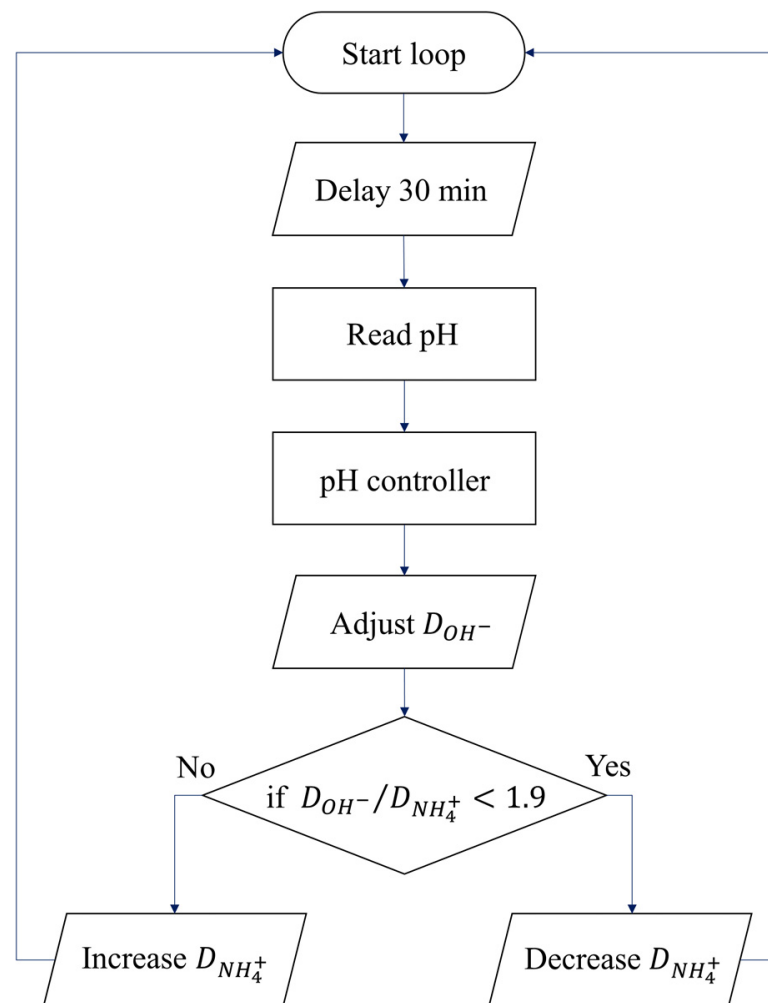 Start loop
Delay 30 min
Read pH
pH controller
Adjust D_{OH^-}
No
Yes
if D_{OH^-}/D_{NH_4^+} < 1.9
Increase D_{NH_4^+}
Decrease D_{NH_4^+}